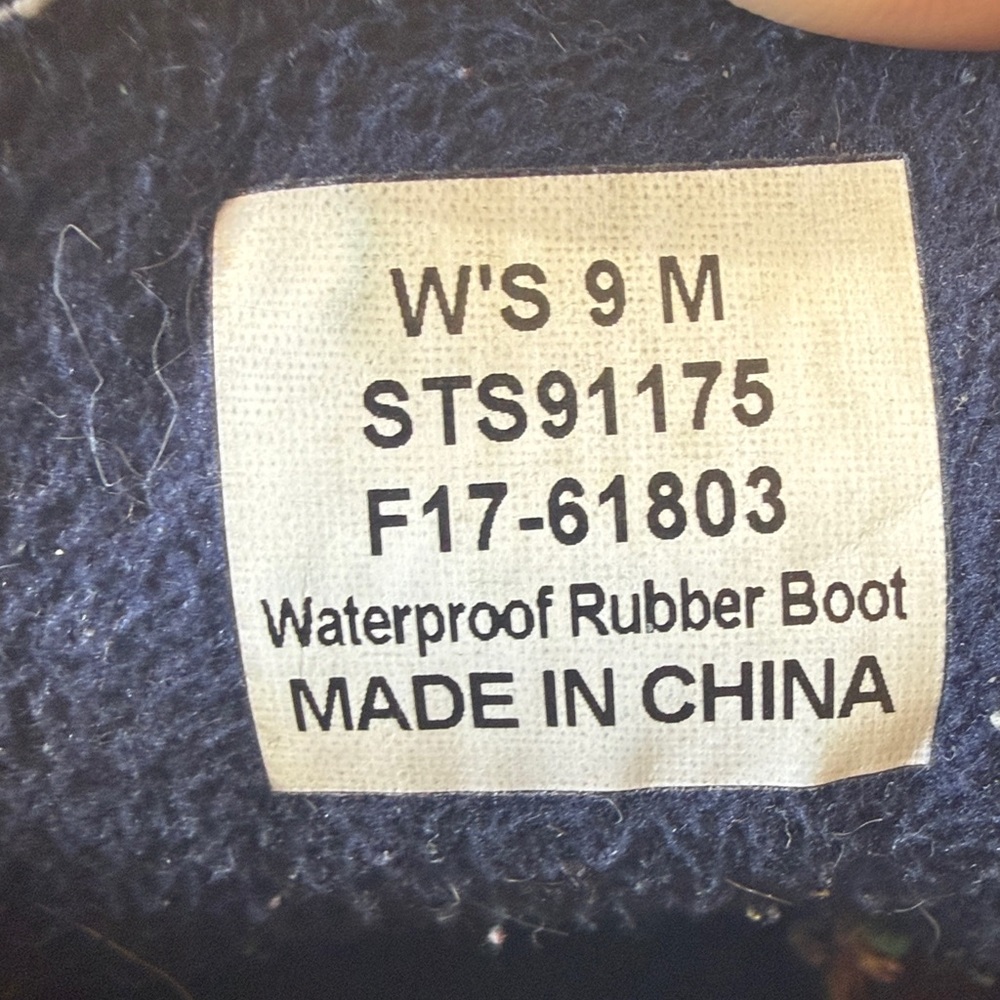 W'S 9 M
STS91175
F17-61803
Waterproof Rubber Boot
MADE IN CHINA